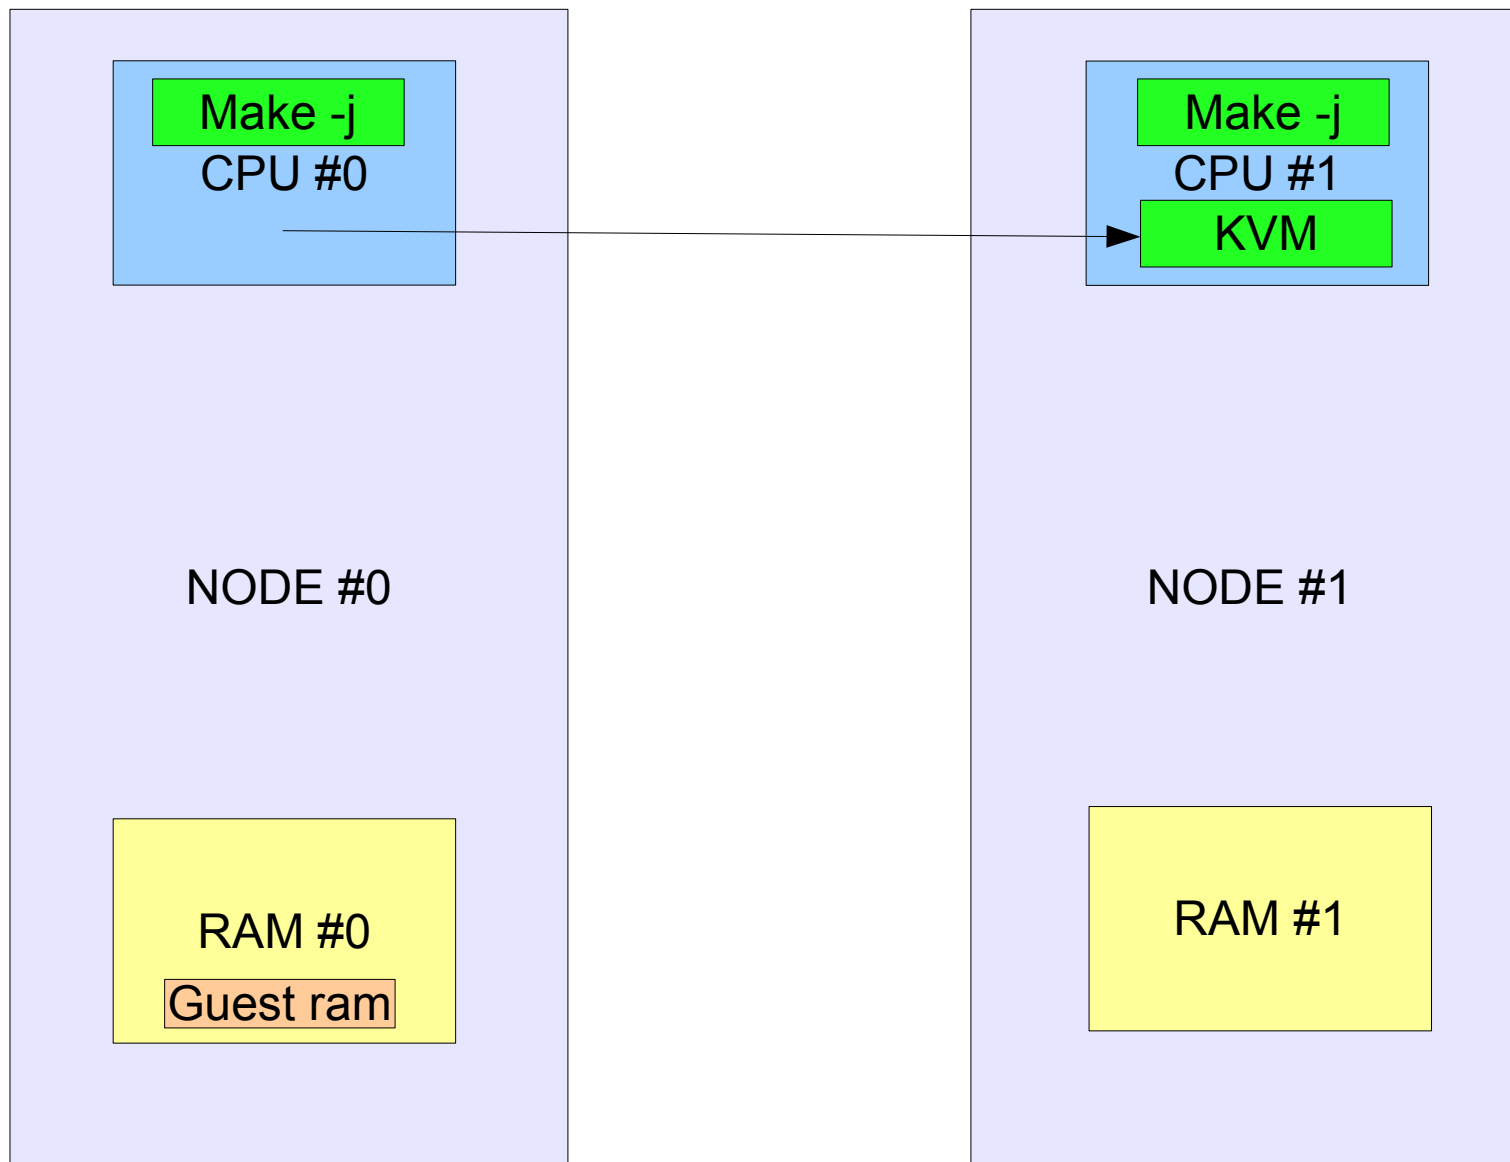 Make -j
CPU #0
Make -j
CPU #1
KVM
NODE #0
NODE #1
RAM #0
Guest ram
RAM #1